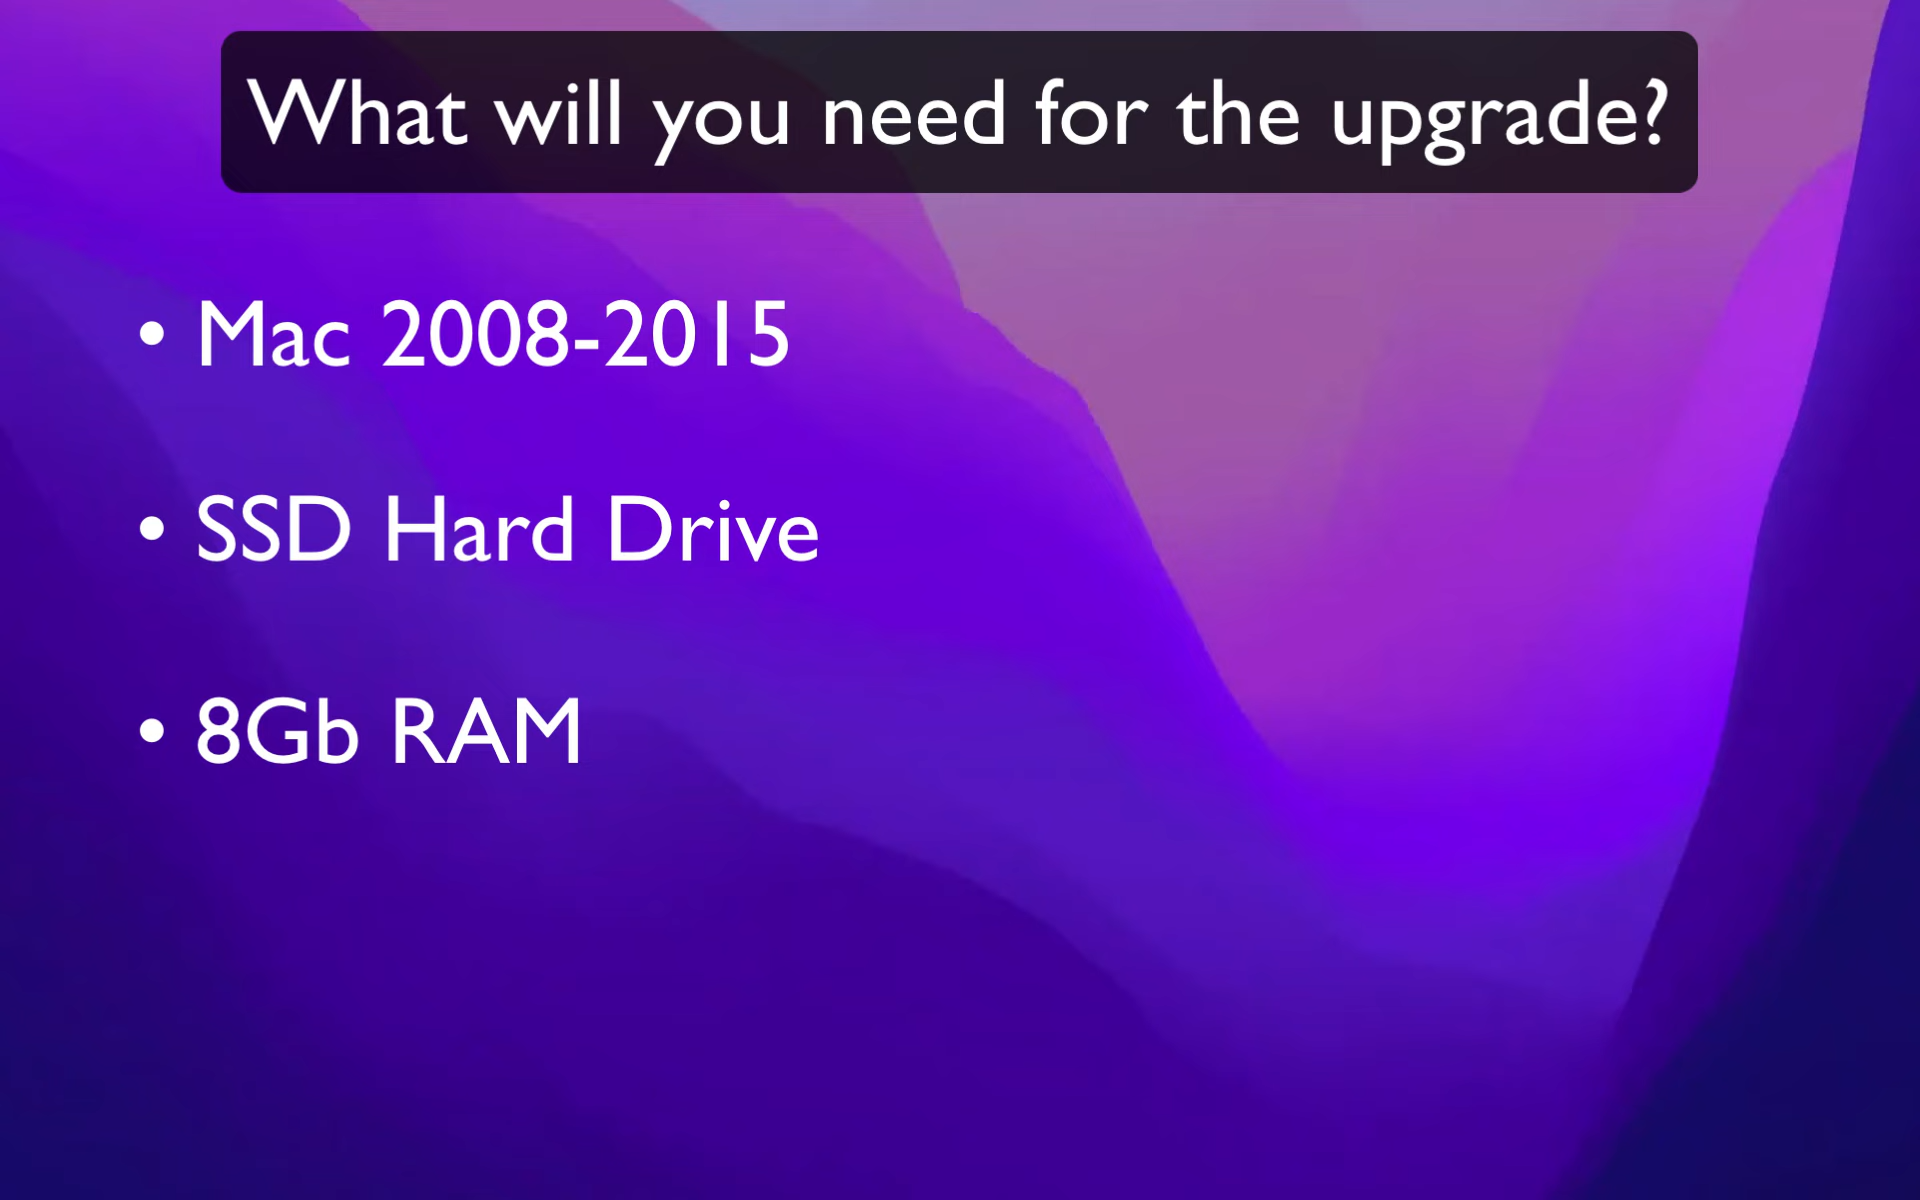 What will you need for the upgrade?
• Mac 2008-2015
• SSD Hard Drive
• 8Gb RAM